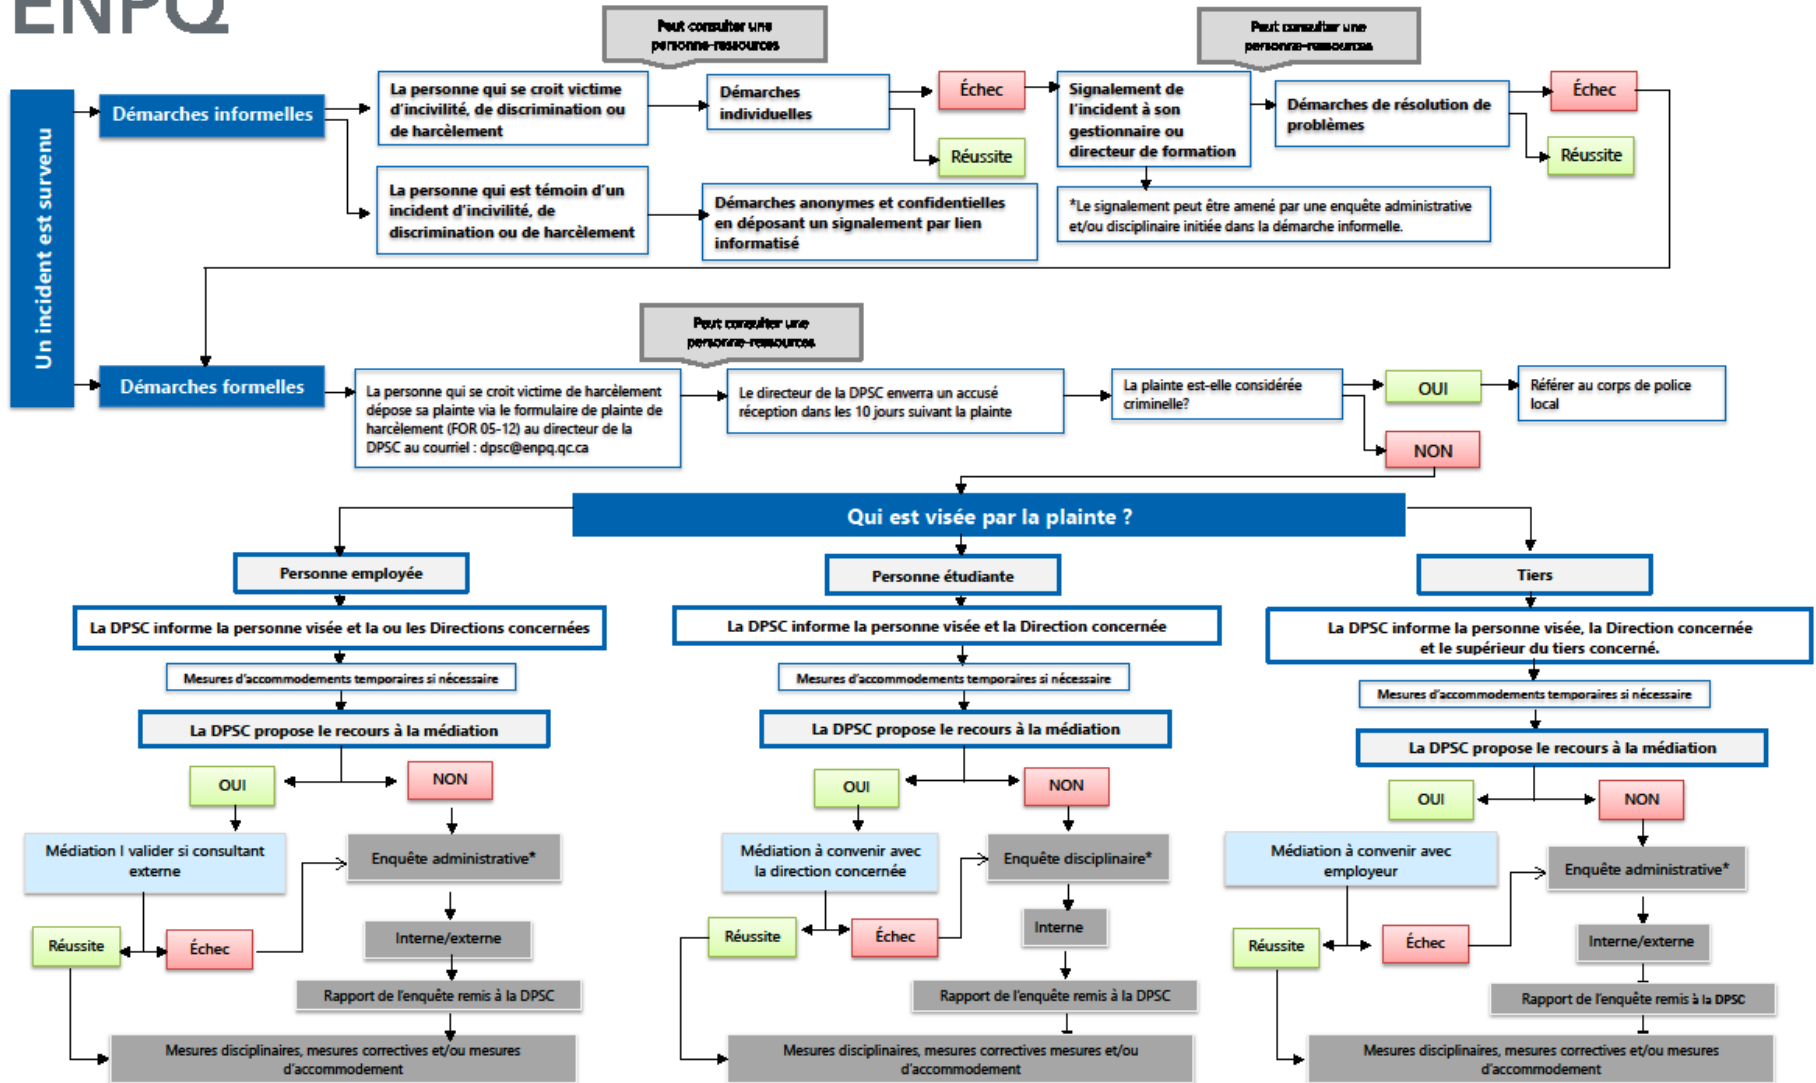 ENPQ
Peut consulter une
personne-ressources
Peut consulter une
personne-ressources
Un incident est survenu
Démarches informelles
La personne qui se croit victime
d'incivilité, de discrimination ou
de harcèlement
Démarches
individuelles
Échec
Réussite
Signalement de
l'incident à son
gestionnaire ou
directeur de formation
Démarches de résolution de
problèmes
Échec
Réussite
La personne qui est témoin d'un
incident d'incivilité, de
discrimination ou de harcèlement
Démarches anonymes et confidentielles
en déposant un signalement par lien
informatisé
*Le signalement peut être amené par une enquête administrative
et/ou disciplinaire initiée dans la démarche informelle.
Peut consulter une
personne-ressources
Démarches formelles
La personne qui se croit victime de harcèlement
dépose sa plainte via le formulaire de plainte de
harcèlement (FOR 05-12) au directeur de la
DPSC au courriel : dpsc@enpq.qc.ca
Le directeur de la DPSC enverra un accusé
réception dans les 10 jours suivant la plainte
La plainte est-elle considérée
criminelle?
OUI
NON
Référer au corps de police
local
Qui est visée par la plainte ?
Personne employée
La DPSC informe la personne visée et la ou les Directions concernées
Mesures d'accommodements temporaires si nécessaire
La DPSC propose le recours à la médiation
OUI
NON
Médiation I valider si consultant
externe
Enquête administrative*
Réussite
Échec
Interne/externe
Rapport de l'enquête remis à la DPSC
Mesures disciplinaires, mesures correctives et/ou mesures
d'accommodement
Personne étudiante
La DPSC informe la personne visée et la Direction concernée
Mesures d'accommodements temporaires si nécessaire
La DPSC propose le recours à la médiation
OUI
NON
Médiation à convenir avec
la direction concernée
Enquête disciplinaire*
Réussite
Échec
Interne
Rapport de l'enquête remis à la DPSC
Mesures disciplinaires, mesures correctives mesures et/ou
d'accommodement
Tiers
La DPSC informe la personne visée, la Direction concernée
et le supérieur du tiers concerné.
Mesures d'accommodements temporaires si nécessaire
La DPSC propose le recours à la médiation
OUI
NON
Médiation à convenir avec
employeur
Enquête administrative*
Réussite
Échec
Interne/externe
Rapport de l'enquête remis à la DPSC
Mesures disciplinaires, mesures correctives et/ou mesures
d'accommodement